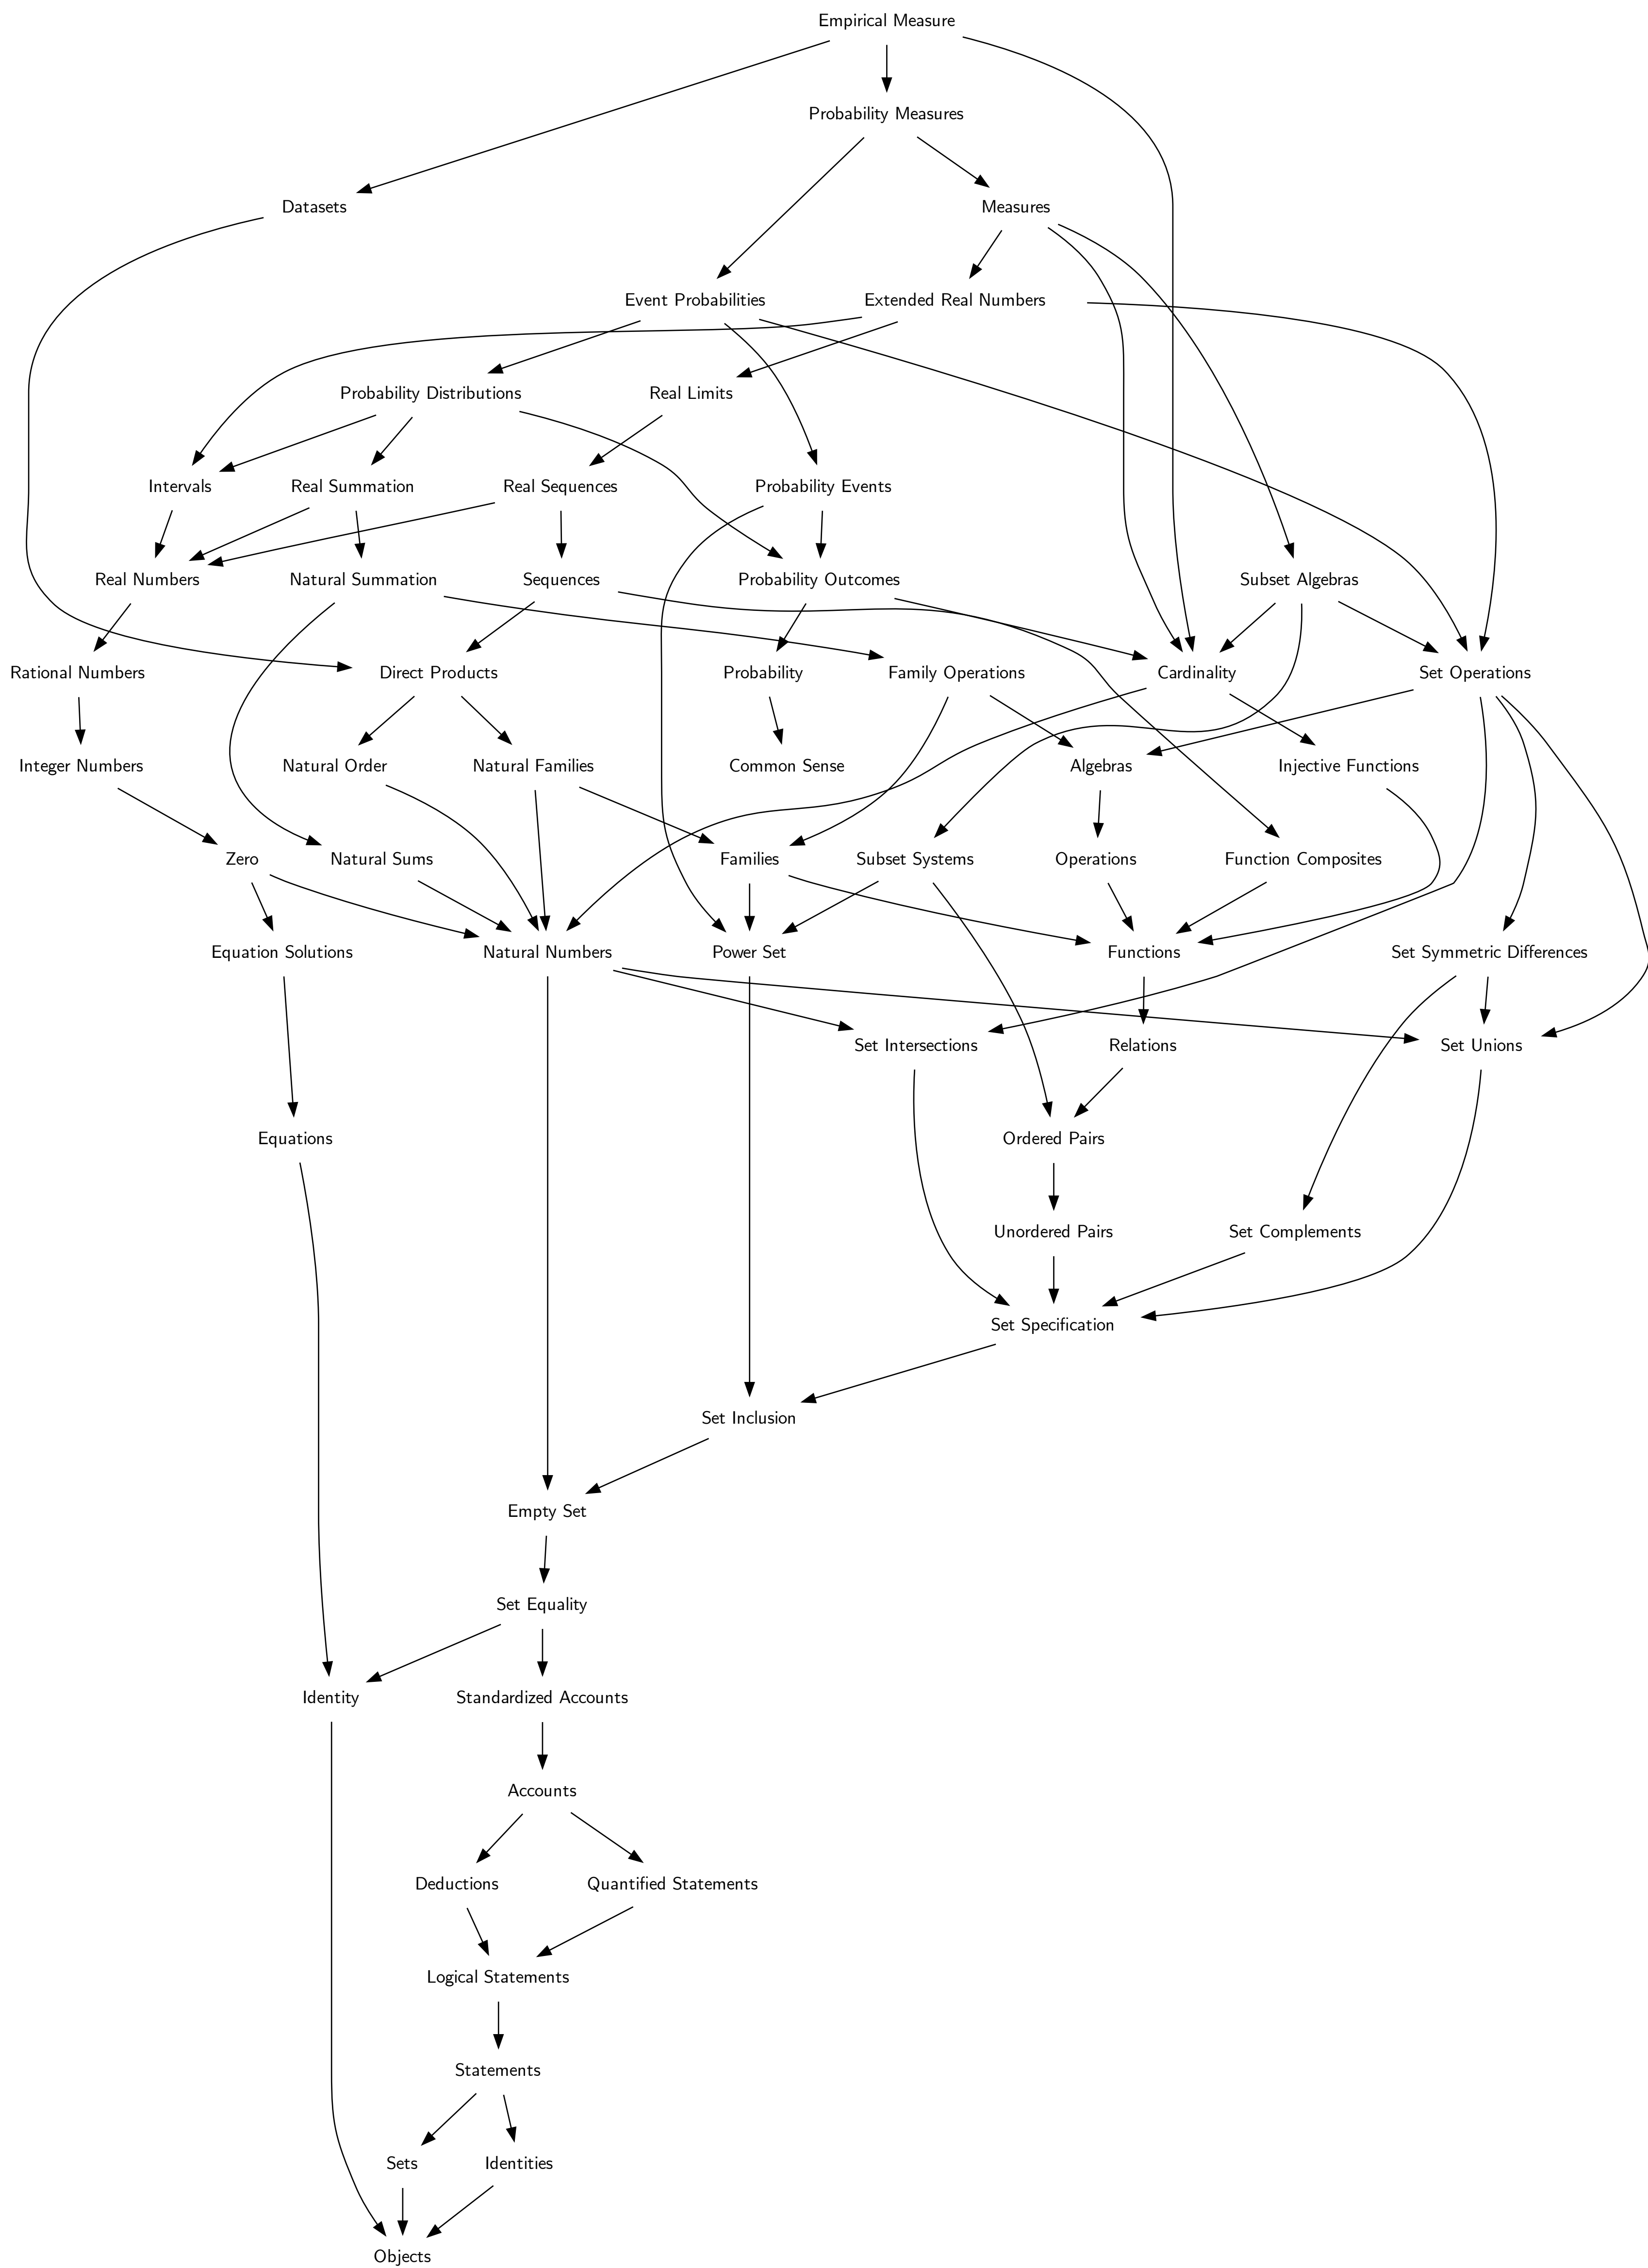 Empirical Measure
Probability Measures
Datasets
Measures
Event Probabilities
Extended Real Numbers
Probability Distributions
Real Limits
Intervals
Real Summation
Real Sequences
Probability Events
Real Numbers
Natural Summation
Sequences
Probability Outcomes
Subset Algebras
Rational Numbers
Direct Products
Probability
Family Operations
Cardinality
Set Operations
Integer Numbers
Natural Order
Natural Families
Common Sense
Algebras
Injective Functions
Zero
Natural Sums
Families
Subset Systems
Operations
Function Composites
Equation Solutions
Natural Numbers
Power Set
Functions
Set Symmetric Differences
Set Intersections
Relations
Set Unions
Equations
Ordered Pairs
Unordered Pairs
Set Complements
Set Specification
Set Inclusion
Empty Set
Set Equality
Identity
Standardized Accounts
Accounts
Deductions
Quantified Statements
Logical Statements
Statements
Sets
Identities
Objects